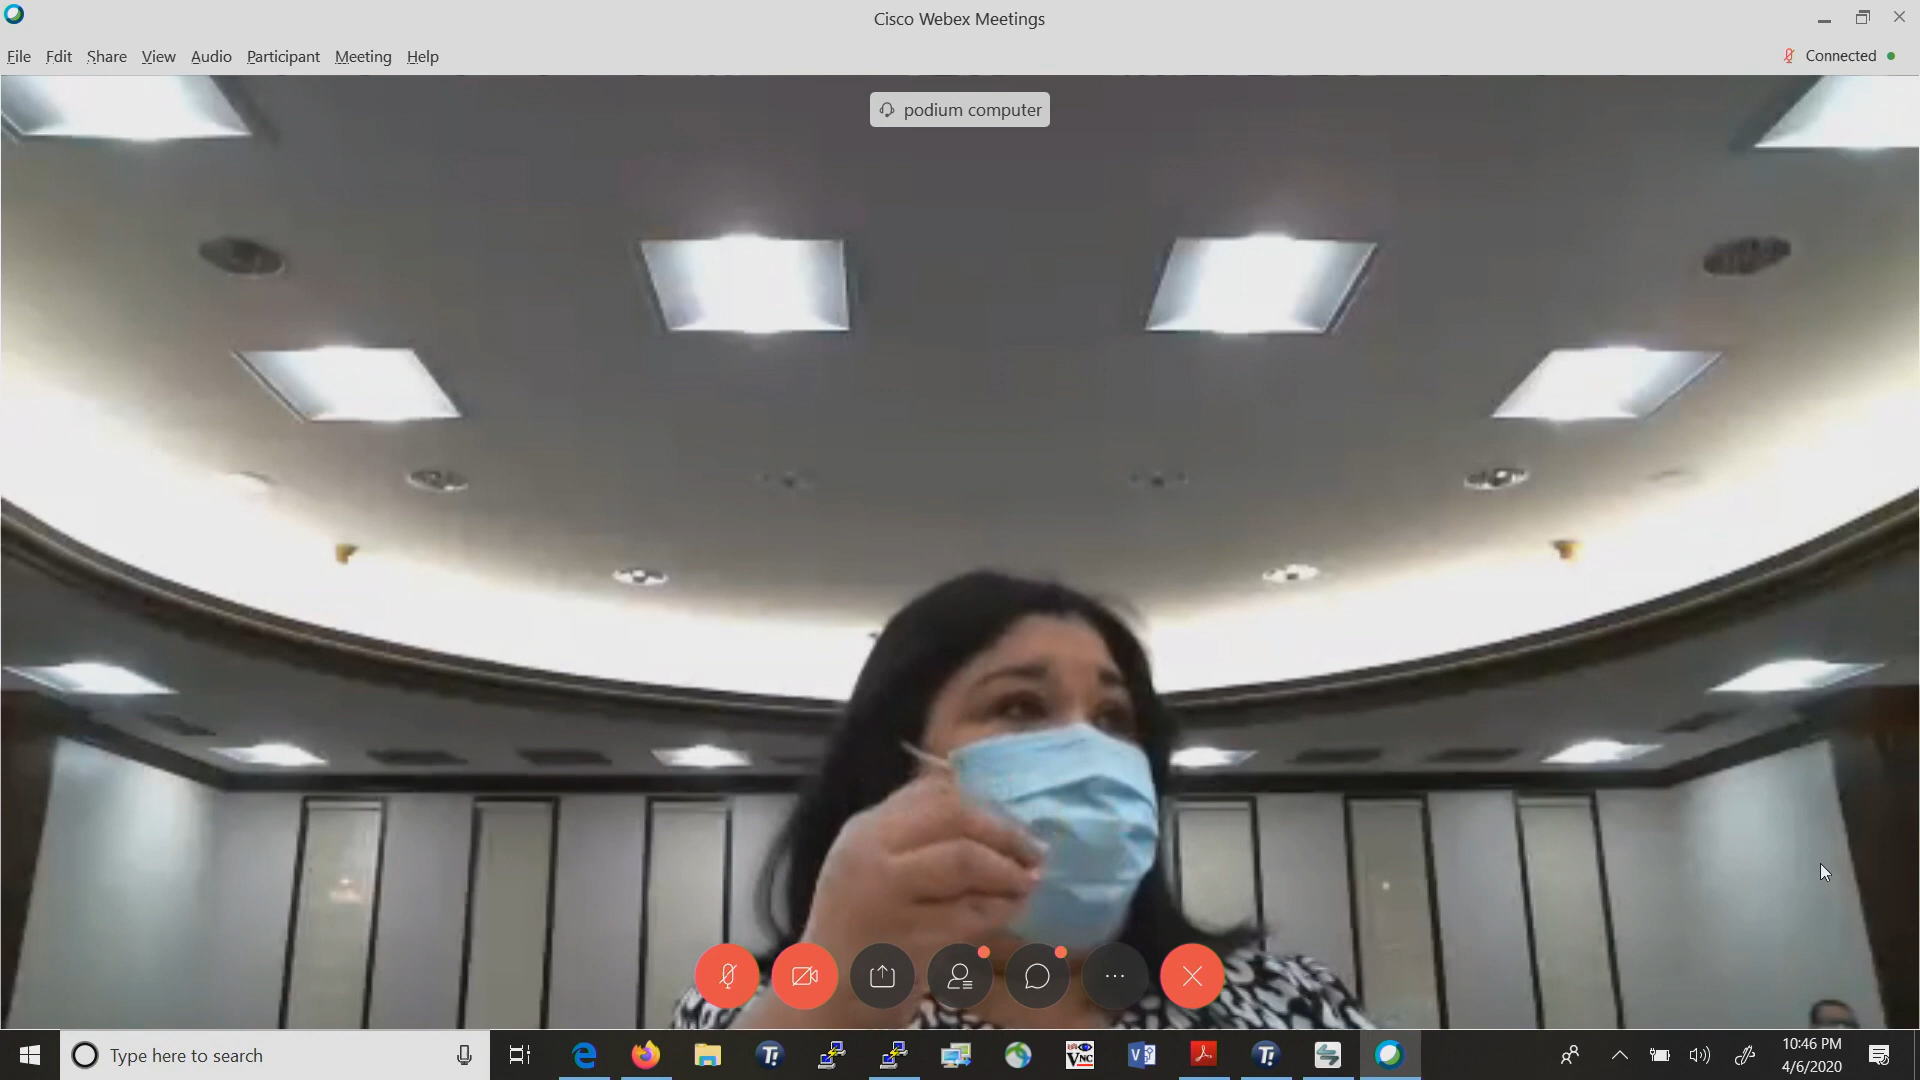 Cisco Webex Meetings
File Edit Share View Audio Participant Meeting Help
Connected
podium computer
Type here to search
10:46 PM
4/6/2020